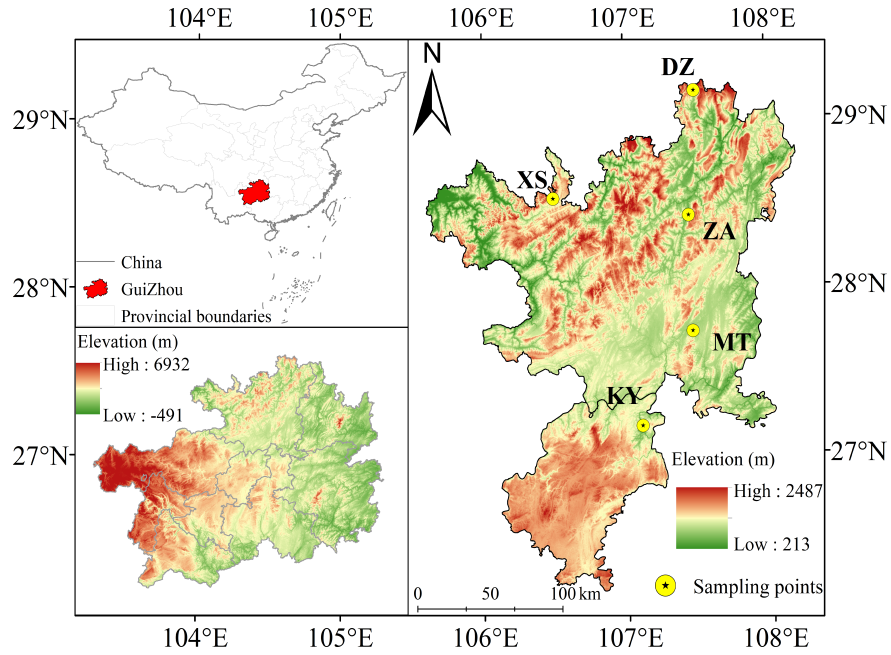 104°E 105°E 106°E 107°E 108°E
29°N
28°N
27°N
China
GuiZhou
Provincial boundaries
Elevation (m)
High : 6932
Low : -491
N
DZ
XS
ZA
MT
KY
29°N
28°N
27°N
Elevation (m)
High : 2487
Low : 213
Sampling points
0 50 100 km
104°E 105°E 106°E 107°E 108°E